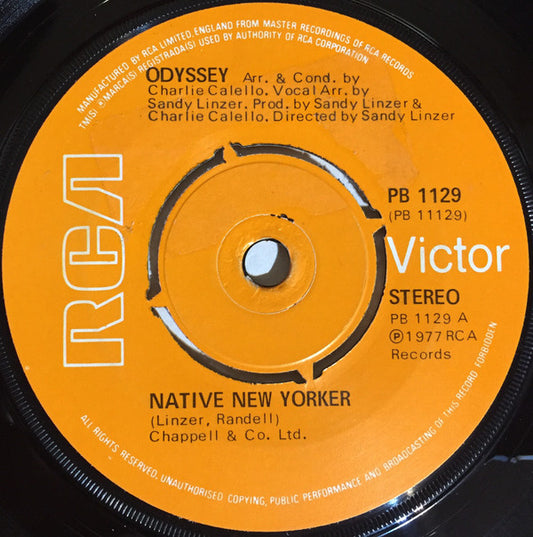 MANUFACTURED BY RCA LIMITED, ENGLAND, FROM MASTER RECORDINGS OF RCA RECORDS
TM(S) ® MARCA(S) REGISTRADA(S) USED BY AUTHORITY OF RCA CORPORATION
ODYSSEY Arr. & Cond. by
Charlie Calello. Vocal Arr. by
Sandy Linzer. Prod. by Sandy Linzer &
Charlie Calello. Directed by Sandy Linzer
RCA
PB 1129
(PB 11129)
Victor
STEREO
PB 1129 A
℗ 1977 RCA
Records
NATIVE NEW YORKER
(Linzer, Randell)
Chappell & Co. Ltd.
ALL RIGHTS RESERVED, UNAUTHORISED COPYING, PUBLIC PERFORMANCE AND BROADCASTING OF THIS RECORD FORBIDDEN